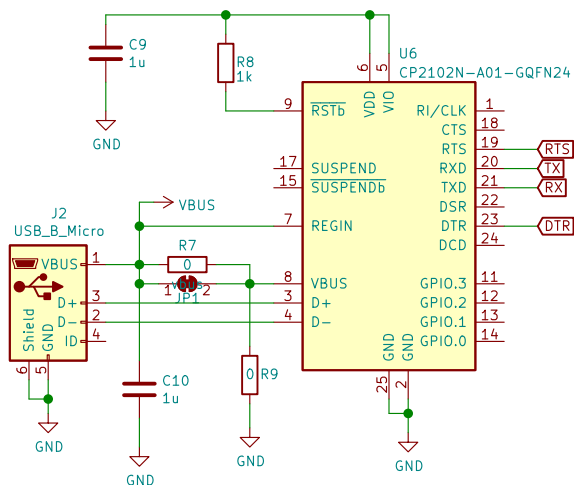 C9
1u
GND
R8
1k
6
5
U6
CP2102N-A01-GQFN24
VDD
VIO
9
RSTb
RI/CLK
1
CTS
18
RTS
19
RTS
17
SUSPEND
RXD
20
TX
15
SUSPENDb
TXD
21
RX
DSR
22
7
REGIN
DTR
23
DTR
DCD
24
VBUS
J2
USB_B_Micro
VBUS
1
R7
0
8
VBUS
GPIO.3
11
1
2
Vbus
JP1
D+
3
3
D+
GPIO.2
12
D-
2
4
D-
GPIO.1
13
ID
4
GPIO.0
14
Shield
GND
6
5
GND
C10
1u
GND
0
R9
GND
GND
GND
25
2
GND